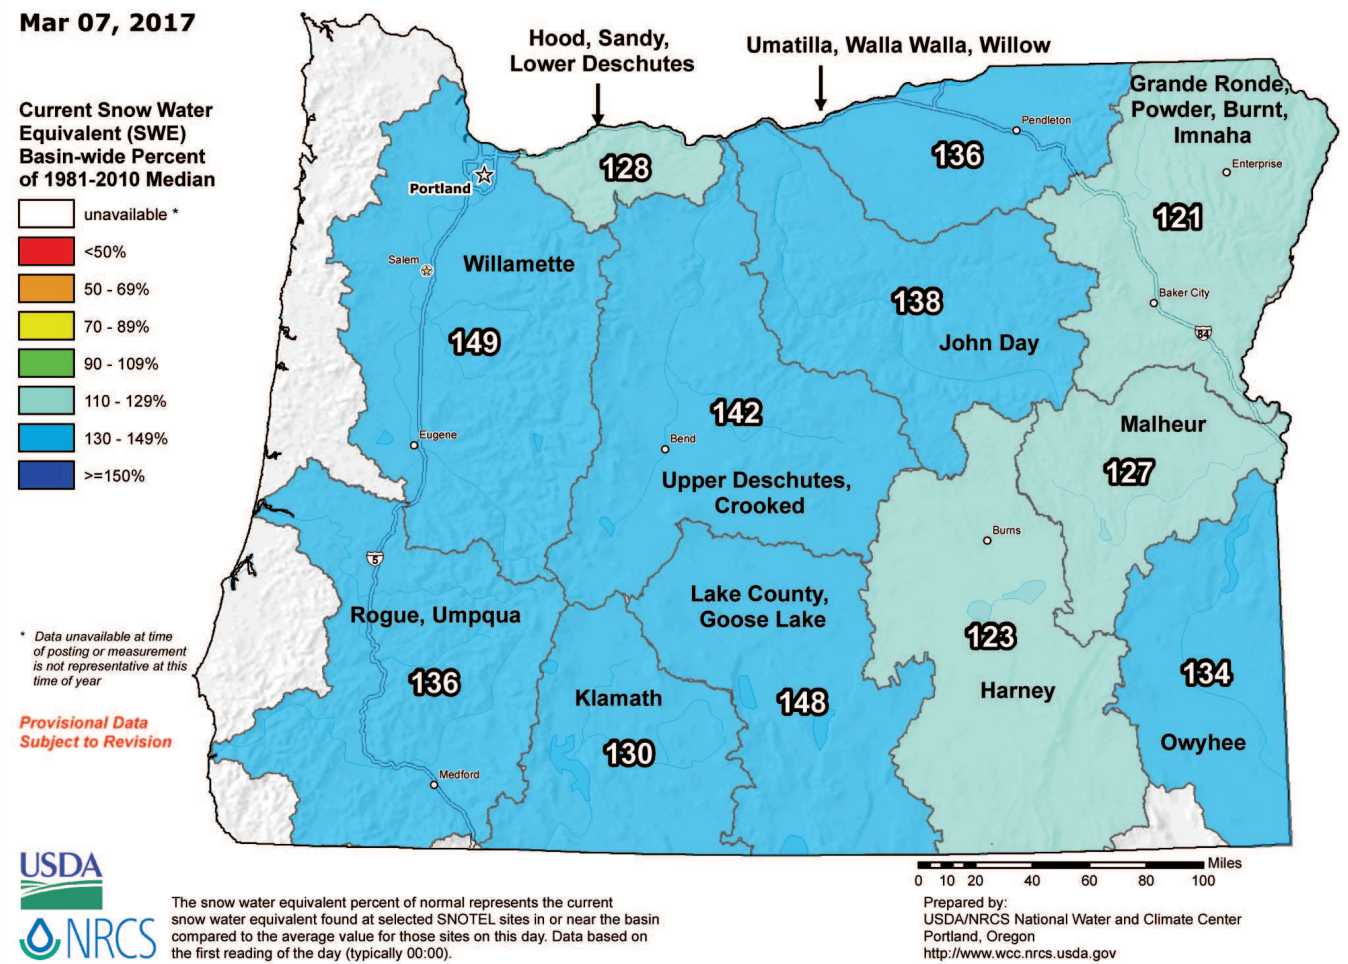 Mar 07, 2017
Current Snow Water
Equivalent (SWE)
Basin-wide Percent
of 1981-2010 Median
unavailable *
<50%
50 - 69%
70 - 89%
90 - 109%
110 - 129%
130 - 149%
>=150%
* Data unavailable at time
of posting or measurement
is not representative at this
time of year
Provisional Data
Subject to Revision
Hood, Sandy,
Lower Deschutes
128
Umatilla, Walla Walla, Willow
Pendleton
136
Grande Ronde,
Powder, Burnt,
Imnaha
Enterprise
121
Baker City
84
Portland
Salem
Willamette
149
Eugene
138
John Day
142
Bend
Upper Deschutes,
Crooked
Malheur
127
Burns
123
Harney
5
Rogue, Umpqua
136
Medford
Klamath
130
Lake County,
Goose Lake
148
134
Owyhee
USDA
NRCS
The snow water equivalent percent of normal represents the current
snow water equivalent found at selected SNOTEL sites in or near the basin
compared to the average value for those sites on this day. Data based on
the first reading of the day (typically 00:00).
Miles
0 10 20 40 60 80 100
Prepared by:
USDA/NRCS National Water and Climate Center
Portland, Oregon
http://www.wcc.nrcs.usda.gov